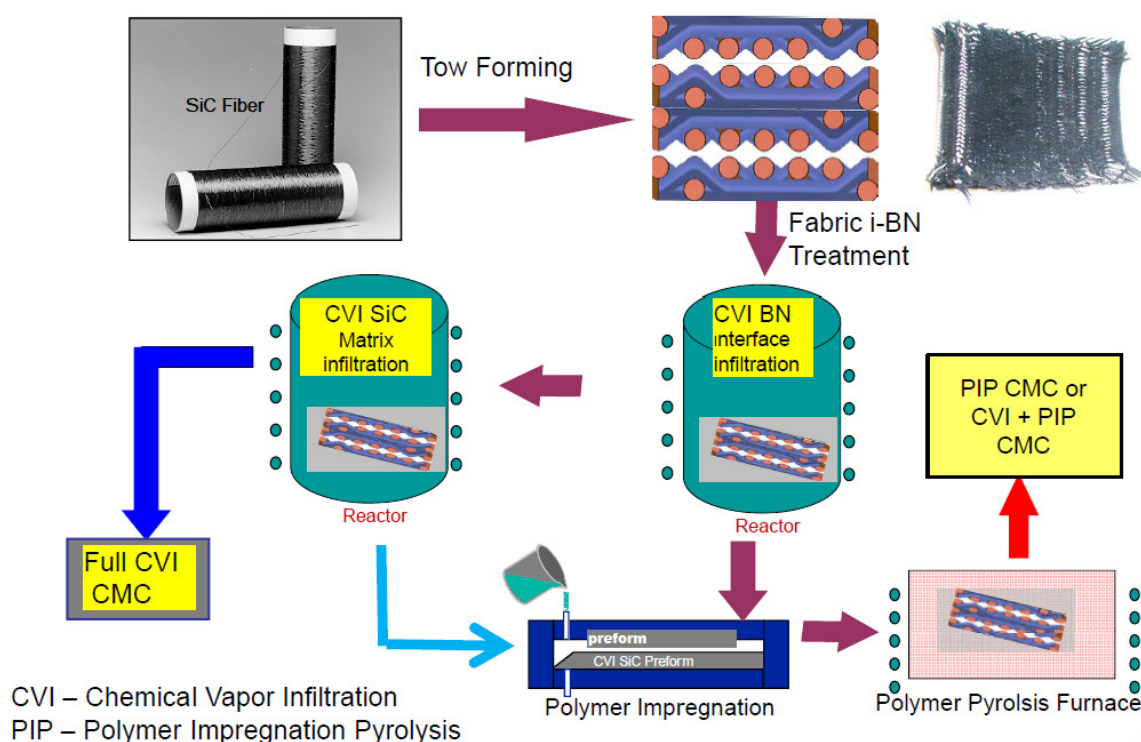 SiC Fiber
Tow Forming
Fabric i-BN
Treatment
CVI SiC
Matrix
infiltration
Reactor
CVI BN
interface
infiltration
Reactor
PIP CMC or
CVI + PIP
CMC
Full CVI
CMC
preform
CVI SiC Preform
Polymer Impregnation
Polymer Pyrolsis Furnace
CVI – Chemical Vapor Infiltration
PIP – Polymer Impregnation Pyrolysis